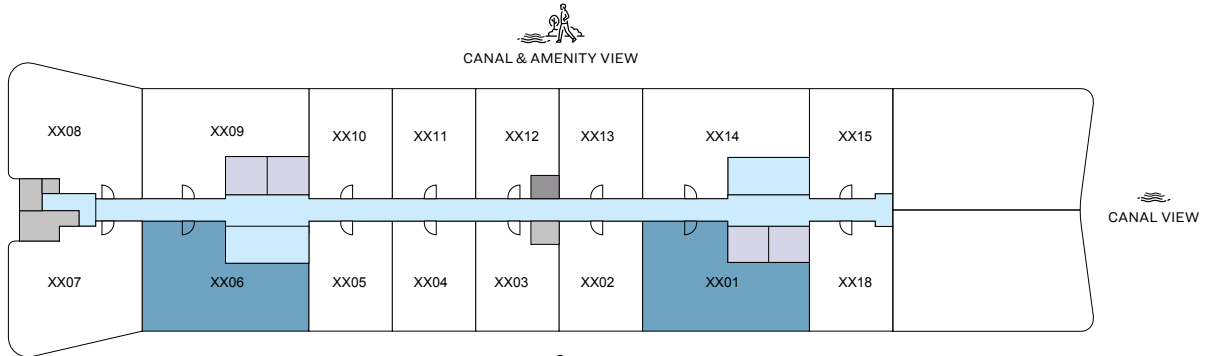 CANAL & AMENITY VIEW
XX08
XX09
XX10
XX11
XX12
XX13
XX14
XX15
CANAL VIEW
XX07
XX06
XX05
XX04
XX03
XX02
XX01
XX18